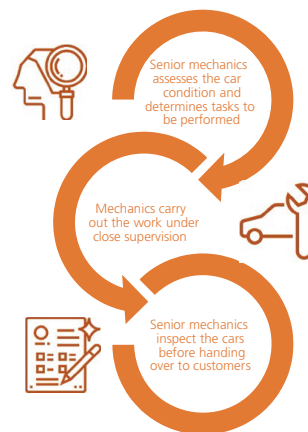 Senior mechanics
assesses the car
condition and
determines tasks to
be performed
Mechanics carry
out the work under
close supervision
Senior mechanics
inspect the cars
before handing
over to customers